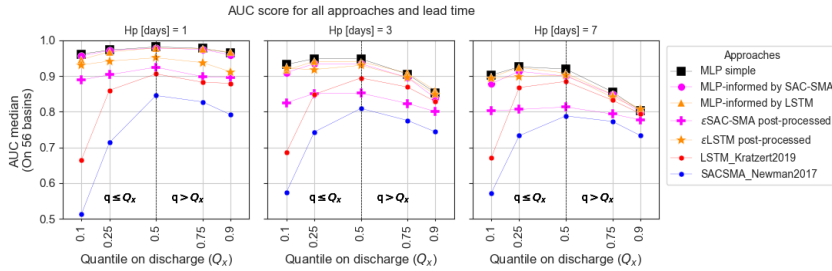 AUC score for all approaches and lead time
Hp [days] = 1
Hp [days] = 3
Hp [days] = 7
AUC median
(On 56 basins)
1.0
0.9
0.8
0.7
0.6
0.5
q ≤ Qx q > Qx
q ≤ Qx q > Qx
q ≤ Qx q > Qx
0.1 0.25 0.5 0.75 0.9
0.1 0.25 0.5 0.75 0.9
0.1 0.25 0.5 0.75 0.9
Quantile on discharge (Qx)
Quantile on discharge (Qx)
Quantile on discharge (Qx)
Approaches
MLP simple
MLP-informed by SAC-SMA
MLP-informed by LSTM
εSAC-SMA post-processed
εLSTM post-processed
LSTM_Kratzert2019
SACSMA_Newman2017